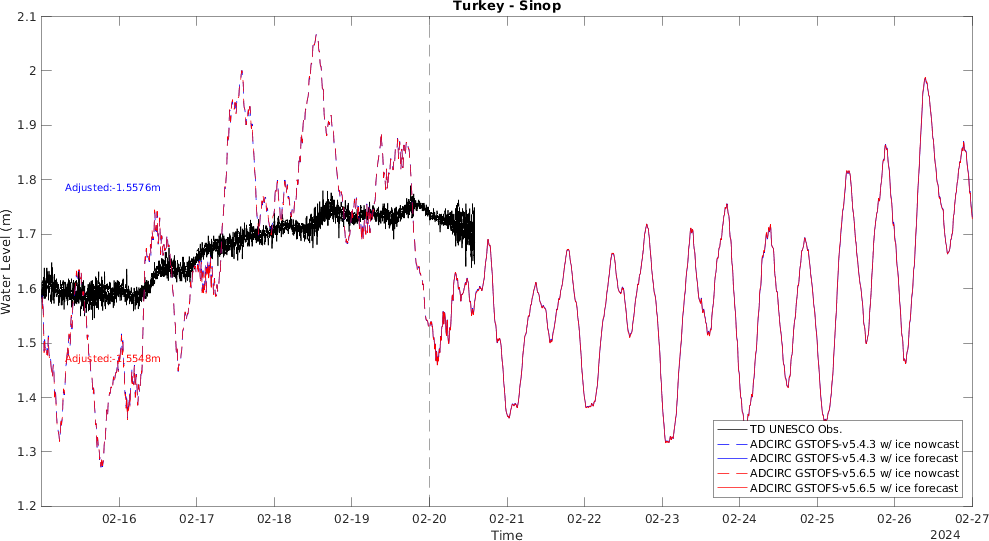 Turkey - Sinop
2.1
2
1.9
1.8
1.7
1.6
1.5
1.4
1.3
1.2
Water Level (m)
Adjusted:-1.5576m
Adjusted:-1.5548m
TD UNESCO Obs.
ADCIRC GSTOFS-v5.4.3 w/ ice nowcast
ADCIRC GSTOFS-v5.4.3 w/ ice forecast
ADCIRC GSTOFS-v5.6.5 w/ ice nowcast
ADCIRC GSTOFS-v5.6.5 w/ ice forecast
02-16 02-17 02-18 02-19 02-20 02-21 02-22 02-23 02-24 02-25 02-26 02-27
Time
2024